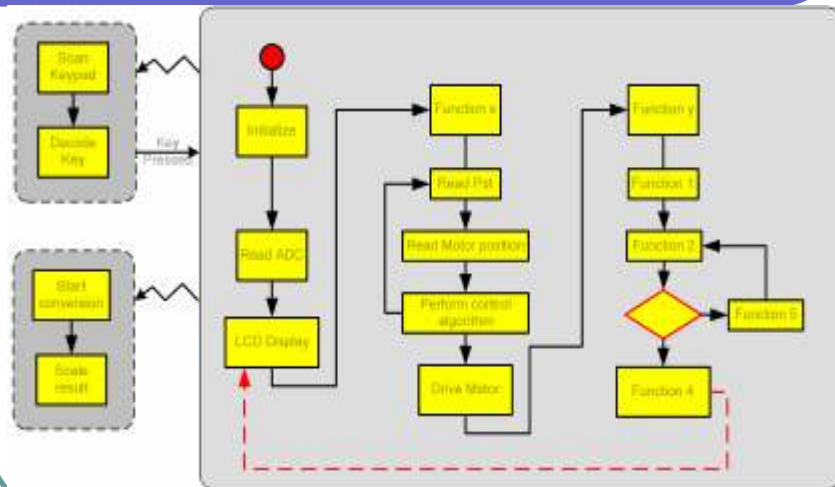 Scan
Keypad
Decode
Key
Key
Pressed
Start
conversion
Scale
result
Initialize
Read ADC
LCD Display
Function x
Read Pst
Read Motor position
Perform control
algorithm
Drive Motor
Function y
Function 1
Function 2
Function 5
Function 4